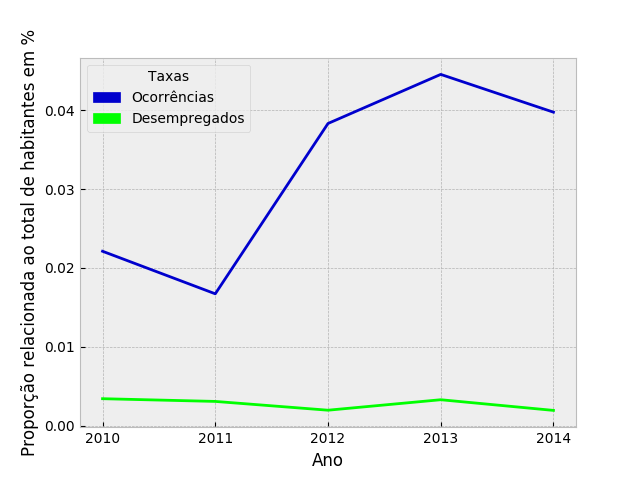 Proporção relacionada ao total de habitantes em %
Taxas
Ocorrências
Desempregados
0.04
0.03
0.02
0.01
0.00
2010 2011 2012 2013 2014
Ano